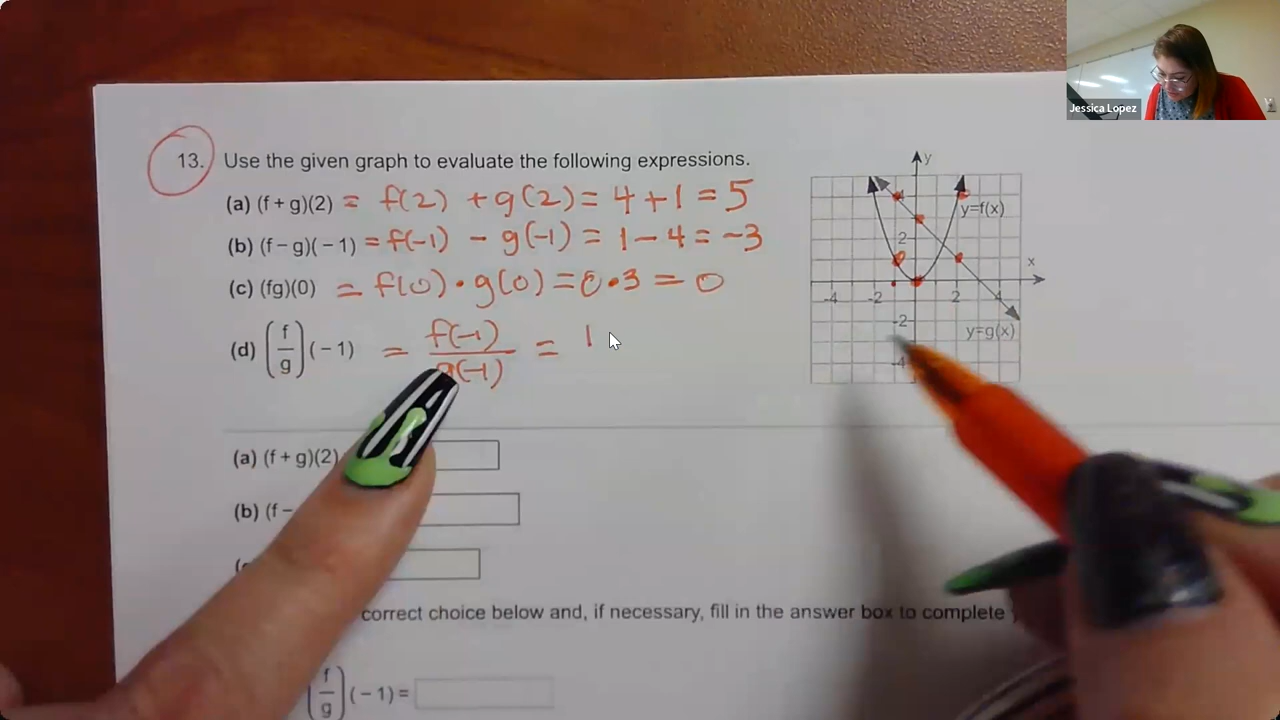 Jessica Lopez
13. Use the given graph to evaluate the following expressions.
(a) (f + g)(2) = f(2) + g(2) = 4 + 1 = 5
(b) (f − g)(− 1) = f(-1) - g(-1) = 1 - 4 = -3
(c) (fg)(0) = f(0) · g(0) = 0 · 3 = 0
(d) (f/g)(− 1) = f(-1)/g(-1) = 1
y
y=f(x)
2
x
-4 -2 2 4
-2
y=g(x)
-4
(a) (f + g)(2)
(b) (f −
correct choice below and, if necessary, fill in the answer box to complete
(f/g)(− 1) =